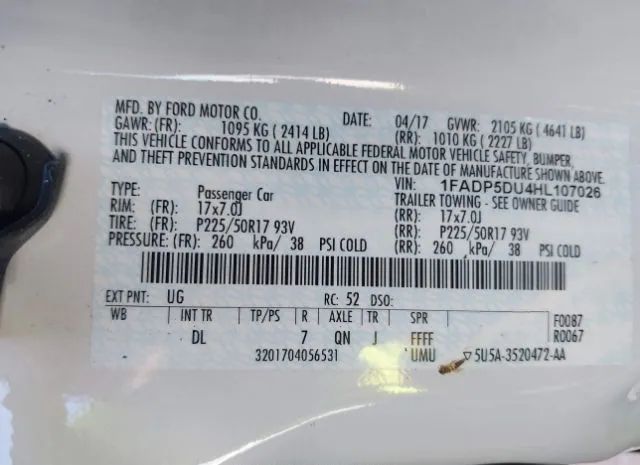 MFD. BY FORD MOTOR CO. DATE: 04/17 GVWR: 2105 KG ( 4641 LB)
GAWR: (FR): 1095 KG ( 2414 LB) (RR): 1010 KG ( 2227 LB)
THIS VEHICLE CONFORMS TO ALL APPLICABLE FEDERAL MOTOR VEHICLE SAFETY, BUMPER,
THEFT PREVENTION STANDARDS IN EFFECT ON THE DATE OF MANUFACTURE SHOWN ABOVE.
VIN: 1FADP5DU4HL107026
TYPE: Passenger Car TRAILER TOWING - SEE OWNER GUIDE
RIM: (FR): 17x7.0J (RR): 17x7.0J
TIRE: (FR): P225/50R17 93V (RR): P225/50R17 93V
PRESSURE: (FR): 260 kPa/ 38 PSI COLD (RR): 260 kPa/ 38 PSI COLD
EXT PNT: UG RC: 52 DSO:
WB INT TR TP/PS R AXLE TR SPR F0087
DL 7 QN J FFFF R0067
3201704056531 UMU ▽5U5A-3520472-AA